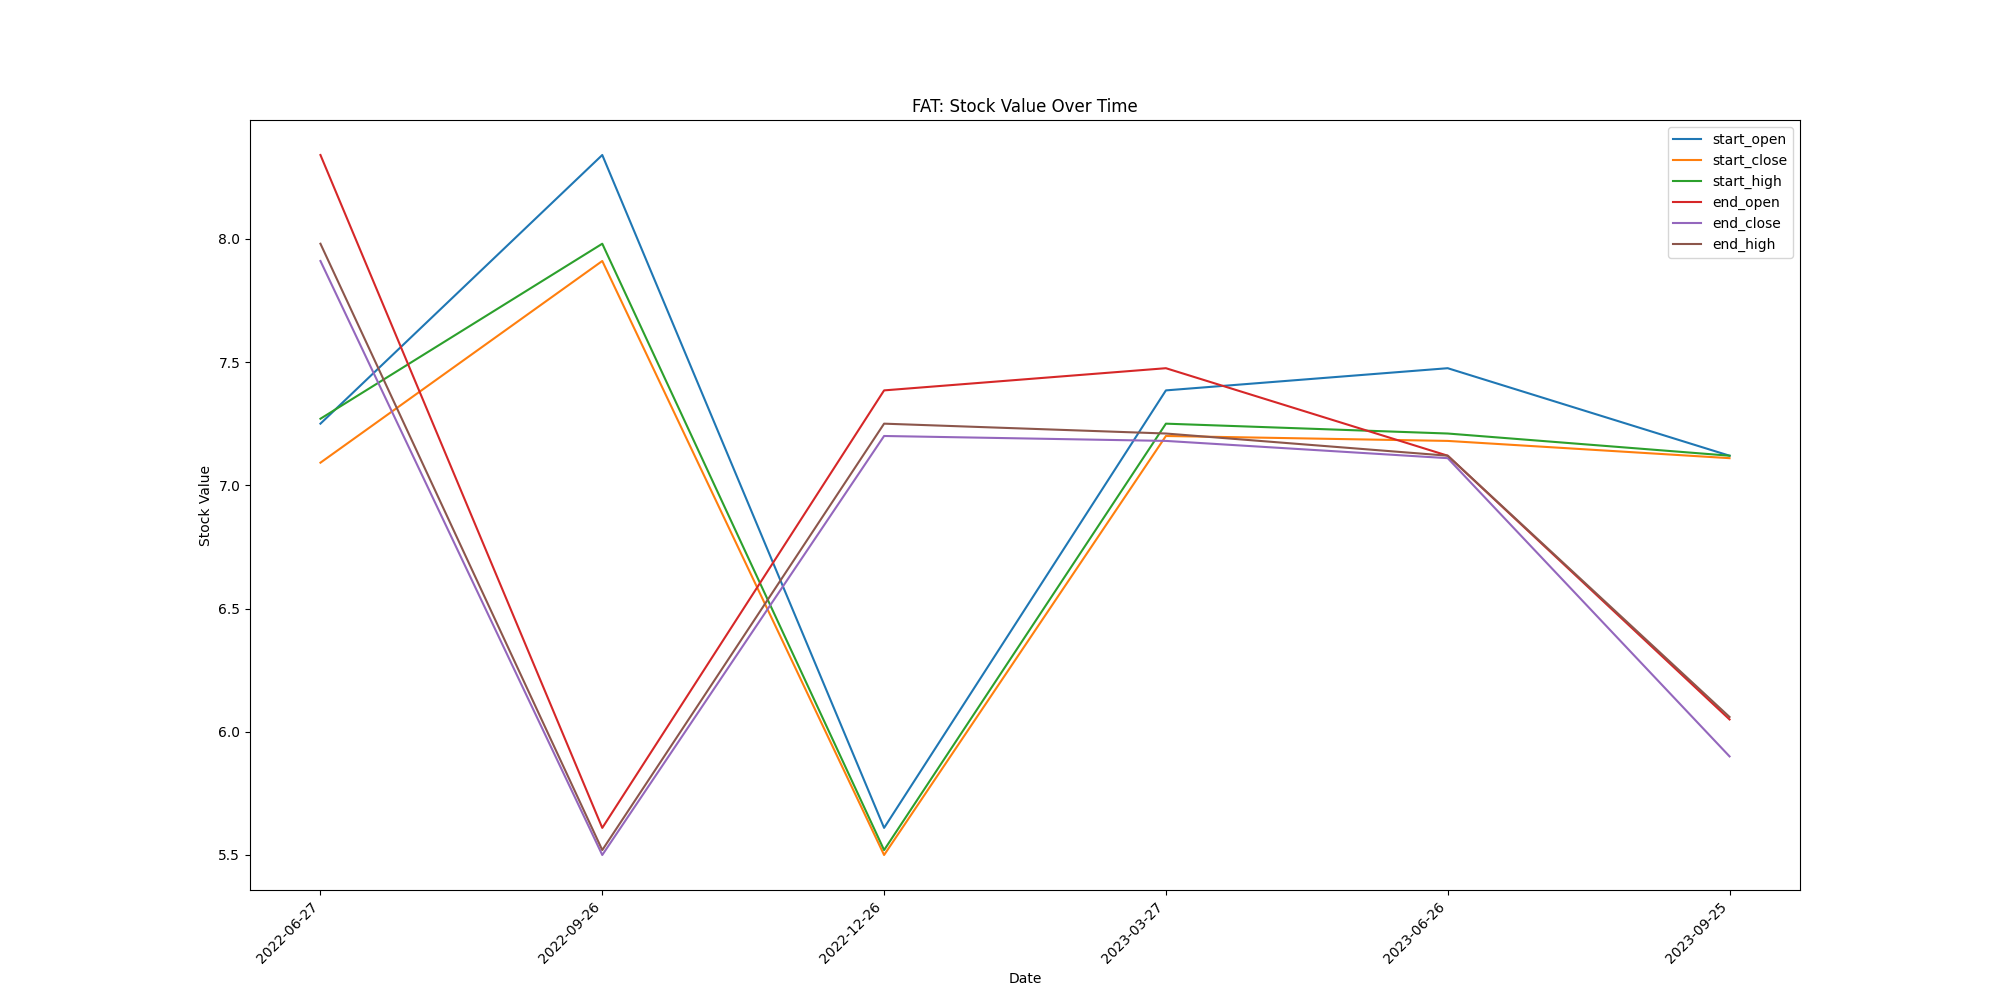 FAT: Stock Value Over Time
start_open
start_close
start_high
end_open
end_close
end_high
Stock Value
8.0
7.5
7.0
6.5
6.0
5.5
2022-06-27
2022-09-26
2022-12-26
2023-03-27
2023-06-26
2023-09-25
Date